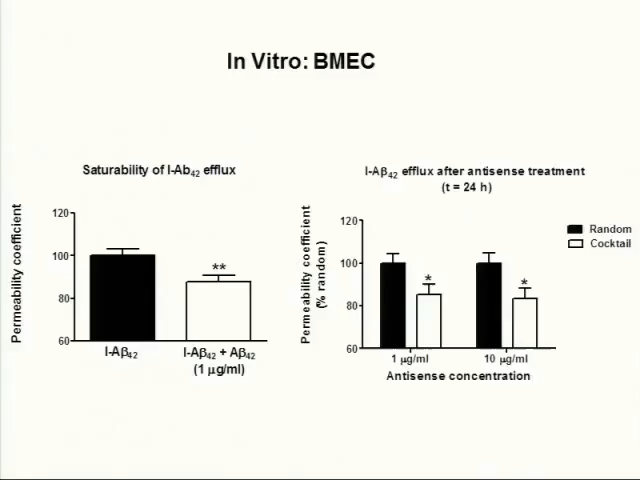 In Vitro: BMEC
Saturability of I-Ab₄₂ efflux
Permeability coefficient
120
100
80
60
**
I-Aβ₄₂
I-Aβ₄₂ + Aβ₄₂
(1 µg/ml)
I-Aβ₄₂ efflux after antisense treatment
(t = 24 h)
Permeability coefficient
(% random)
120
100
80
60
*
*
Random
Cocktail
1 µg/ml
10 µg/ml
Antisense concentration